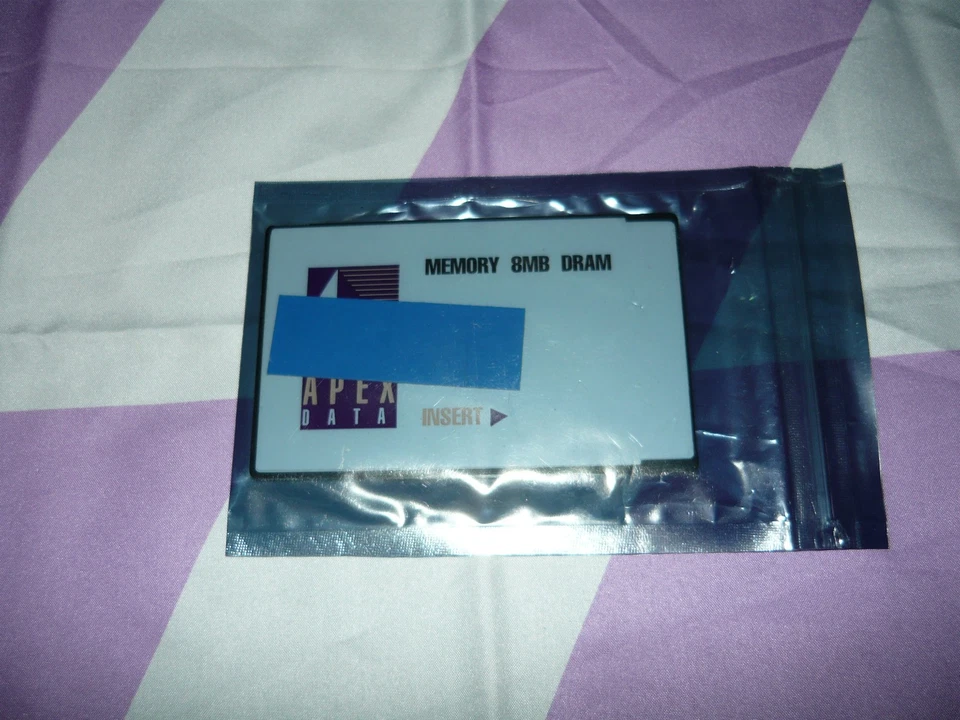 MEMORY 8MB DRAM
APEX
DATA
INSERT